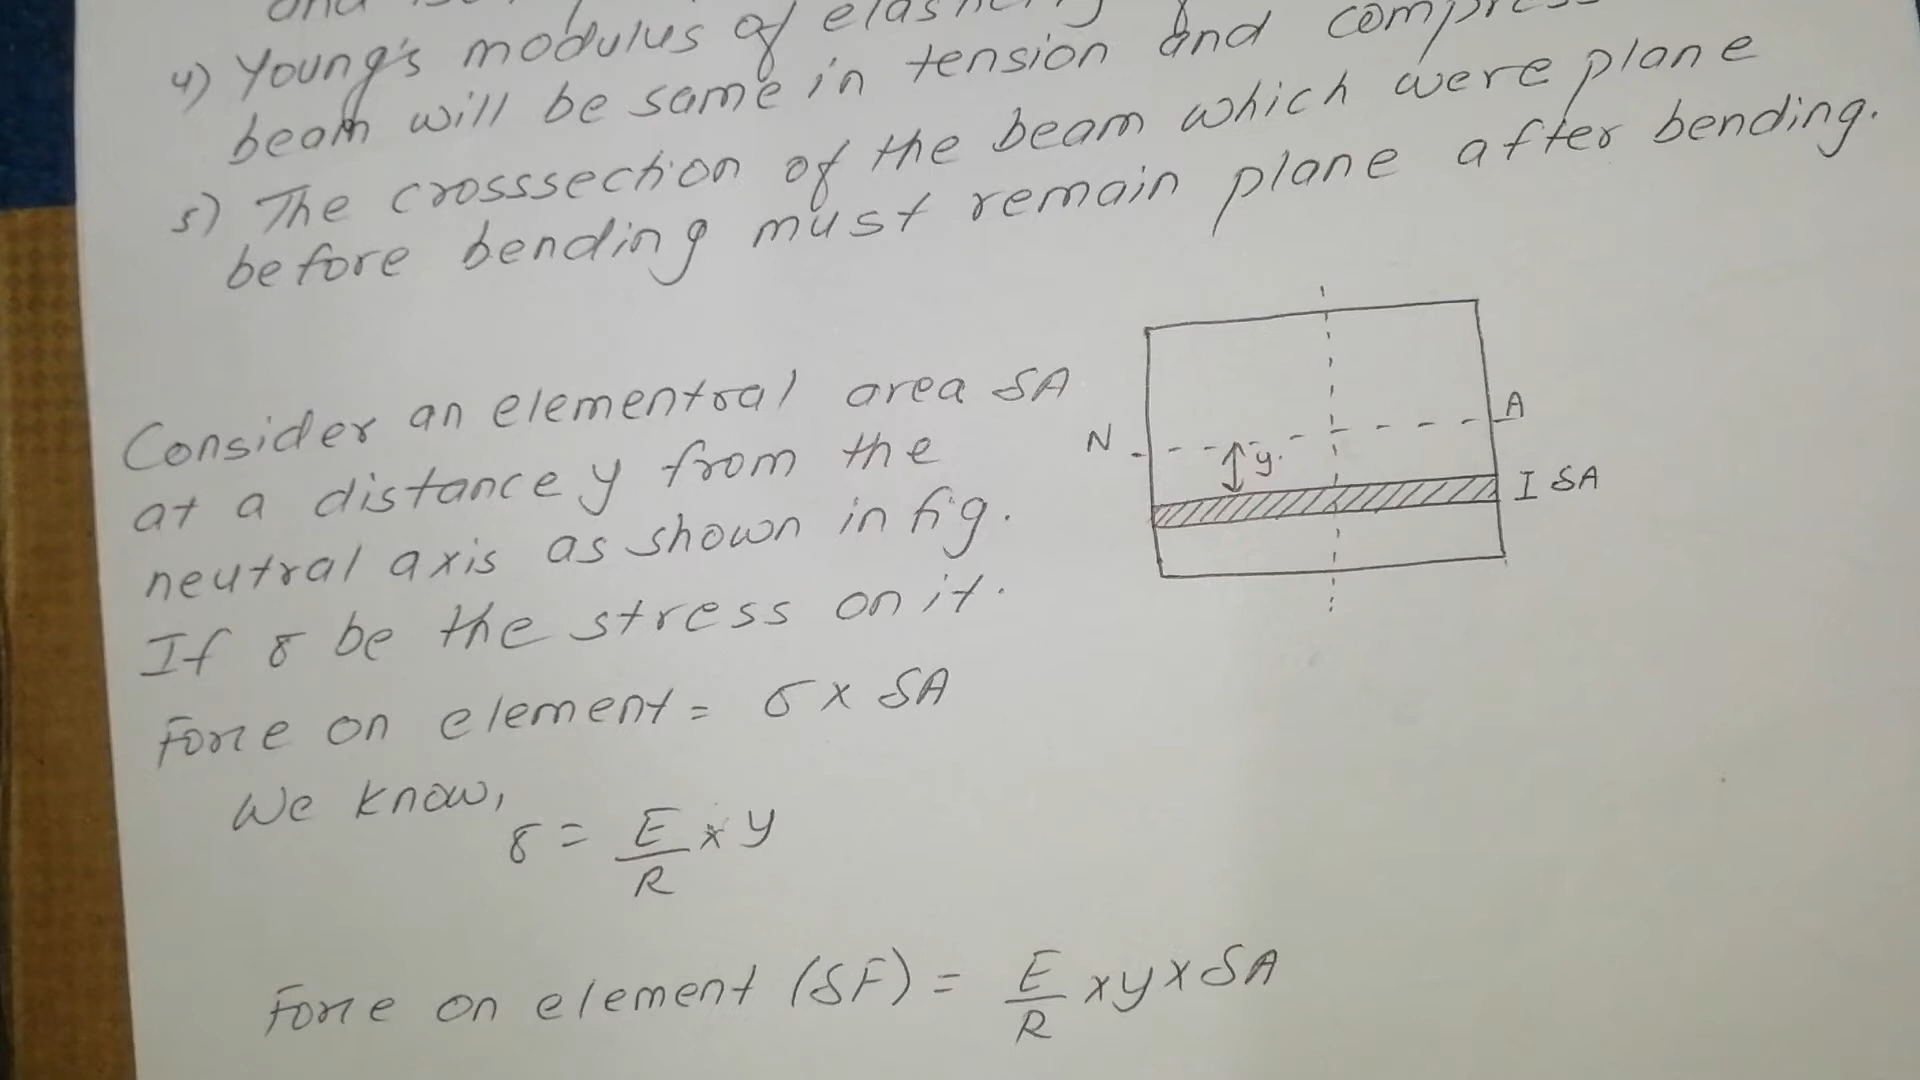 4) Young's modulus of
beam will be same in tension and
5) The crosssection of the beam which were plane
before bending must remain plane after bending.
Consider an elementral area δA
at a distance y from the
neutral axis as shown in fig.
If σ be the stress on it.
Force on element = σ x δA
We know,
σ = E/R x y
Force on element (δF) = E/R x y x δA
N
A
y.
I δA